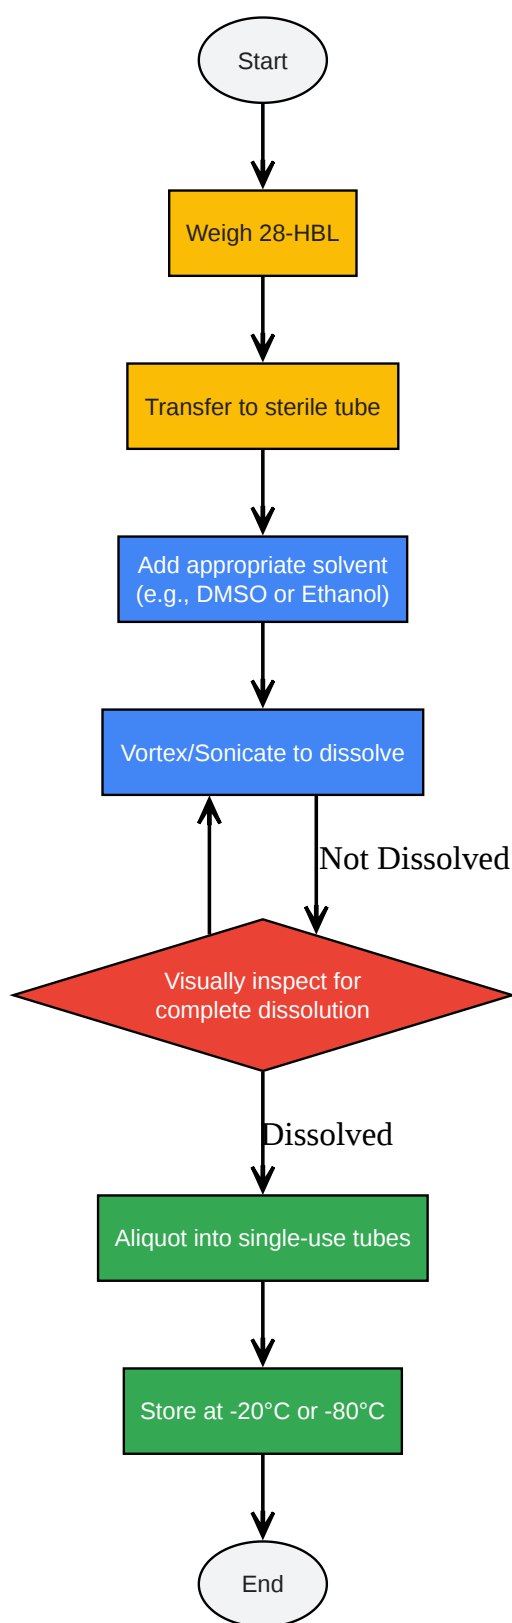 Start
Weigh 28-HBL
Transfer to sterile tube
Add appropriate solvent
(e.g., DMSO or Ethanol)
Vortex/Sonicate to dissolve
Not Dissolved
Visually inspect for
complete dissolution
Dissolved
Aliquot into single-use tubes
Store at -20°C or -80°C
End